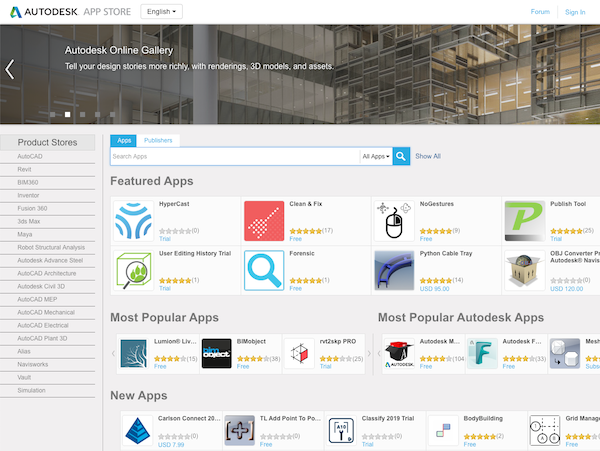 AUTODESK APP STORE
English
Forum
Sign In
Autodesk Online Gallery
Tell your design stories more richly, with renderings, 3D models, and assets.
Product Stores
AutoCAD
Revit
BIM360
Inventor
Fusion 360
3ds Max
Maya
Robot Structural Analysis
Autodesk Advance Steel
AutoCAD Architecture
Autodesk Civil 3D
AutoCAD MEP
AutoCAD Mechanical
AutoCAD Electrical
AutoCAD Plant 3D
Alias
Navisworks
Vault
Simulation
Apps Publishers
Search Apps All Apps Show All
Featured Apps
HyperCast
(0)
Trial
Clean & Fix
(17)
Free
NoGestures
(9)
Free
P
Publish Tool
(25)
Trial
User Editing History Trial
(1)
Trial
Forensic
(1)
Free
Python Cable Tray
(14)
USD 95.00
OBJ Converter Pr
Autodesk® Navis
(0)
USD 120.00
Most Popular Apps
Lumion® Liv...
(15)
Free
bim
object
BIMobject
(38)
Free
rvt2skp PRO
(25)
Trial
Most Popular Autodesk Apps
AUTODESK.
Autodesk M...
(104
Free
F
Autodesk F...
(33)
Free
Mesh
Subs
New Apps
Carlson Connect 20...
(0)
USD 7.99
TL Add Point To Po...
(0)
Free
A10
Y
Classify 2019 Trial
(0)
Trial
BodyBuilding
(2)
Free
1
A B
Grid Manage
(0)
Free